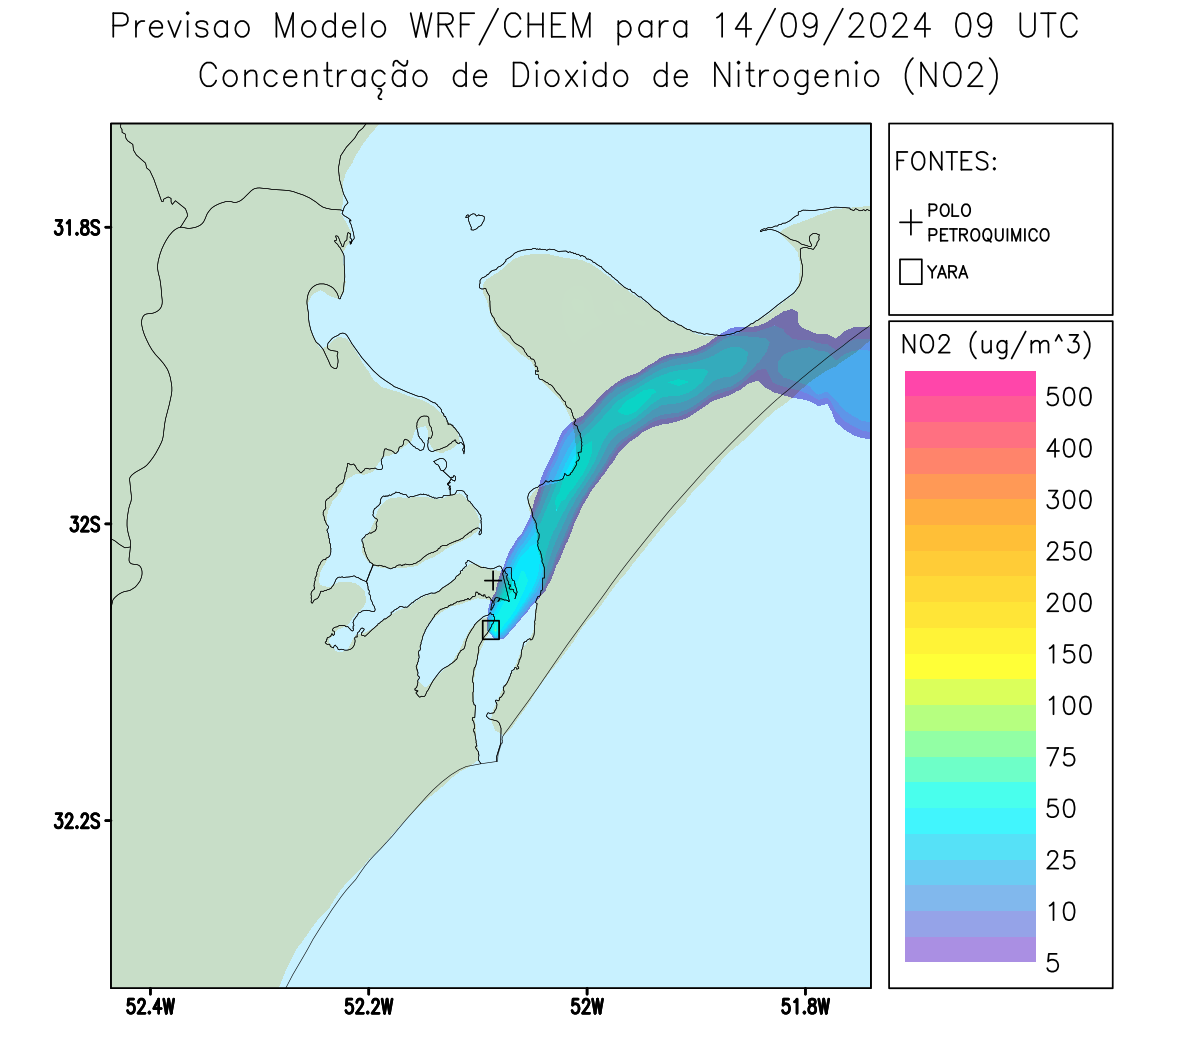 Previsao Modelo WRF/CHEM para 14/09/2024 09 UTC
Concentração de Dioxido de Nitrogenio (NO2)
FONTES:
POLO
PETROQUIMICO
YARA
NO2 (ug/m^3)
500
400
300
250
200
150
100
75
50
25
10
5
31.8S
32S
32.2S
52.4W
52.2W
52W
51.8W